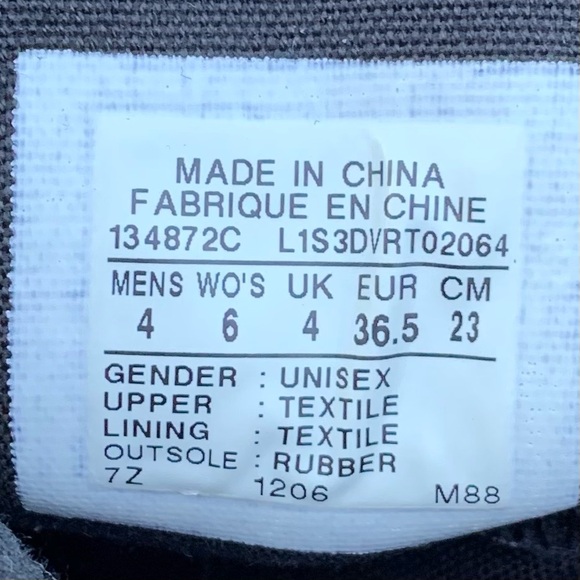 MADE IN CHINA
FABRIQUE EN CHINE
134872C L1S3DVRT02064
MENS WO'S UK EUR CM
4 6 4 36.5 23
GENDER : UNISEX
UPPER : TEXTILE
LINING : TEXTILE
OUTSOLE : RUBBER
7Z 1206 M88